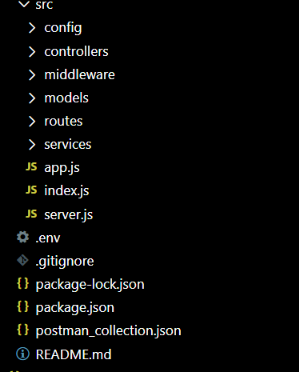 src
config
controllers
middleware
models
routes
services
JS app.js
JS index.js
JS server.js
.env
.gitignore
{} package-lock.json
{} package.json
{} postman_collection.json
README.md